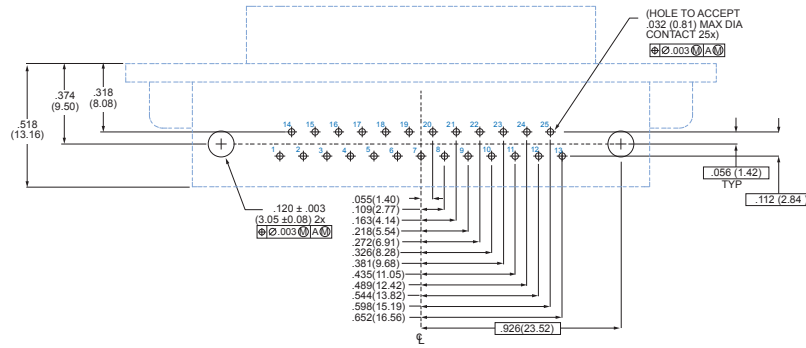 (HOLE TO ACCEPT
.032 (0.81) MAX DIA
CONTACT 25x)
⌖ Ø.003 Ⓜ A Ⓜ
.518
(13.16)
.374
(9.50)
.318
(8.08)
14 15 16 17 18 19 20 21 22 23 24 25
1 2 3 4 5 6 7 8 9 10 11 12 13
.056 (1.42)
TYP
.112 (2.84
.120 ± .003
(3.05 ±0.08) 2x
⌖ Ø.003 Ⓜ A Ⓜ
.055(1.40)
.109(2.77)
.163(4.14)
.218(5.54)
.272(6.91)
.326(8.28)
.381(9.68)
.435(11.05)
.489(12.42)
.544(13.82)
.598(15.19)
.652(16.56)
.926(23.52)
℄